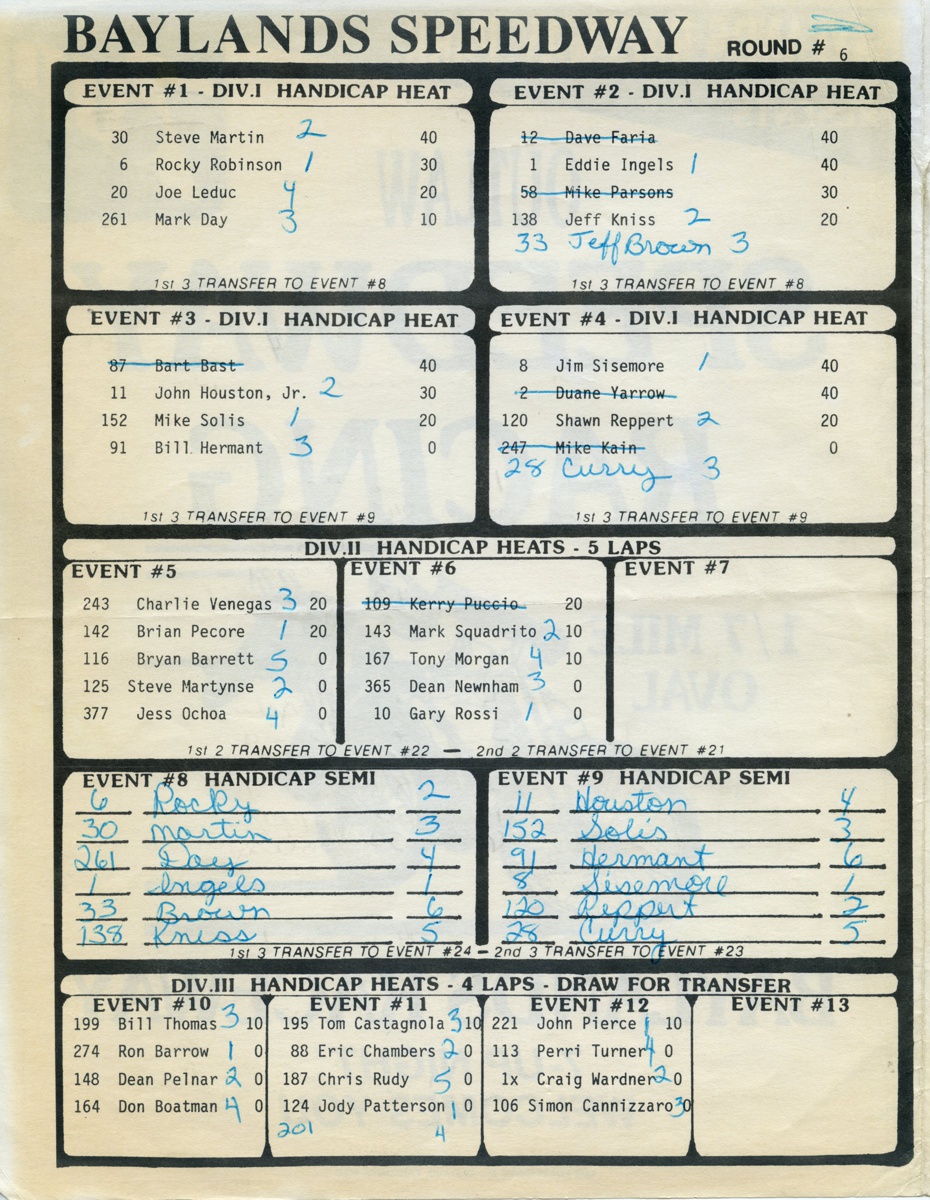 BAYLANDS SPEEDWAY
ROUND # 6
EVENT #1 - DIV.I HANDICAP HEAT
30 Steve Martin 2 40
6 Rocky Robinson 1 30
20 Joe Leduc 4 20
261 Mark Day 3 10
1st 3 TRANSFER TO EVENT #8
EVENT #2 - DIV.I HANDICAP HEAT
12 Dave Faria 40
1 Eddie Ingels 1 40
58 Mike Parsons 30
138 Jeff Kniss 2 20
33 Jeff Brown 3
1st 3 TRANSFER TO EVENT #8
EVENT #3 - DIV.I HANDICAP HEAT
87 Bart Bast 40
11 John Houston, Jr. 2 30
152 Mike Solis 1 20
91 Bill Hermant 3 0
1st 3 TRANSFER TO EVENT #9
EVENT #4 - DIV.I HANDICAP HEAT
8 Jim Sisemore 1 40
2 Duane Yarrow 40
120 Shawn Reppert 2 20
247 Mike Kain 0
28 Curry 3
1st 3 TRANSFER TO EVENT #9
DIV.II HANDICAP HEATS - 5 LAPS
EVENT #5
243 Charlie Venegas 3 20
142 Brian Pecore 1 20
116 Bryan Barrett 5 0
125 Steve Martynse 2 0
377 Jess Ochoa 4 0
EVENT #6
109 Kerry Puccio 20
143 Mark Squadrito 2 10
167 Tony Morgan 4 10
365 Dean Newnham 3 0
10 Gary Rossi 1 0
EVENT #7
1st 2 TRANSFER TO EVENT #22 — 2nd 2 TRANSFER TO EVENT #21
EVENT #8 HANDICAP SEMI
6 Rocky 2
30 Martin 3
261 Day 4
1 Ingels 1
33 Brown 6
138 Kniss 5
EVENT #9 HANDICAP SEMI
11 Houston 4
152 Solis 3
91 Hermant 6
8 Sisemore 1
120 Reppert 2
28 Curry 5
1st 3 TRANSFER TO EVENT #24 - 2nd 3 TRANSFER TO EVENT #23
DIV.III HANDICAP HEATS - 4 LAPS - DRAW FOR TRANSFER
EVENT #10
199 Bill Thomas 3 10
274 Ron Barrow 1 0
148 Dean Pelnar 2 0
164 Don Boatman 4 0
EVENT #11
195 Tom Castagnola 3 10
88 Eric Chambers 2 0
187 Chris Rudy 5 0
124 Jody Patterson 1 0
201 4
EVENT #12
221 John Pierce 1 10
113 Perri Turner 4 0
1x Craig Wardner 2 0
106 Simon Cannizzaro 3 0
EVENT #13